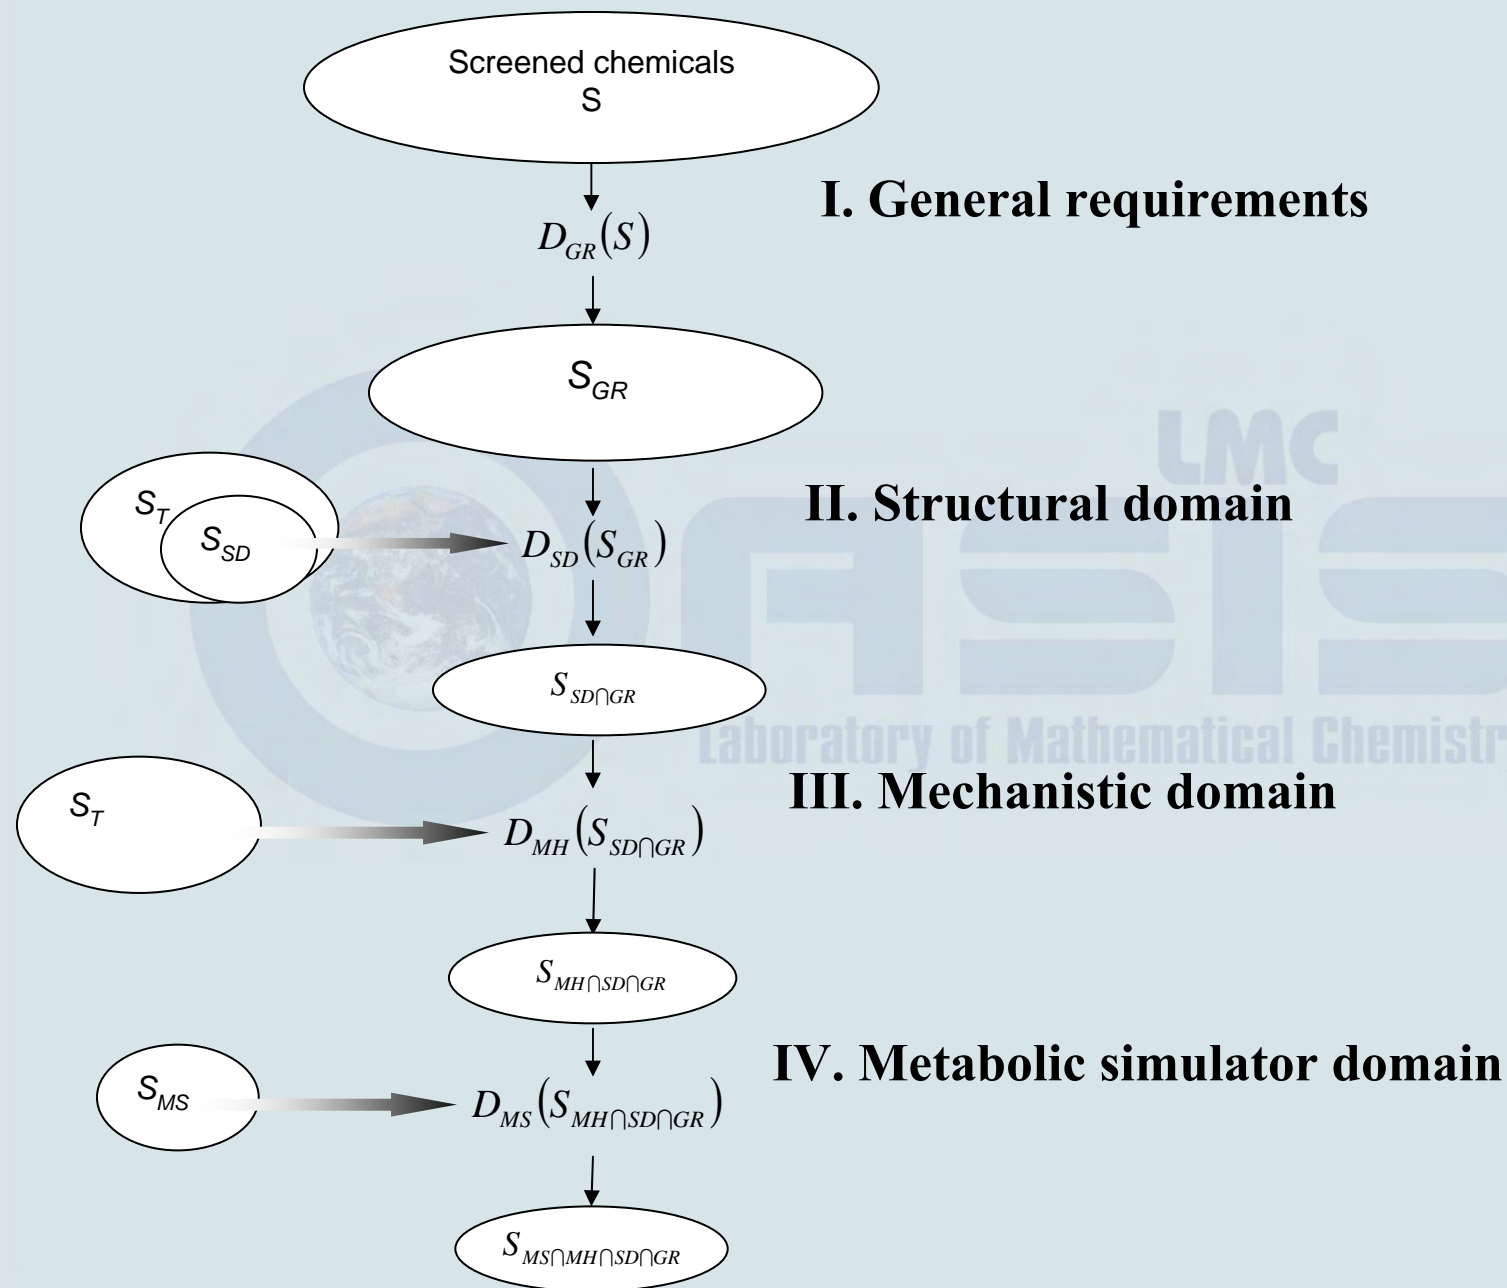 Screened chemicals
S
I. General requirements
D_GR(S)
S_GR
LMC
S_T
S_SD
II. Structural domain
D_SD(S_GR)
ASIS
S_SD∩GR
Laboratory of Mathematical Chemistr
III. Mechanistic domain
S_T
D_MH(S_SD∩GR)
S_MH∩SD∩GR
IV. Metabolic simulator domain
S_MS
D_MS(S_MH∩SD∩GR)
S_MS∩MH∩SD∩GR